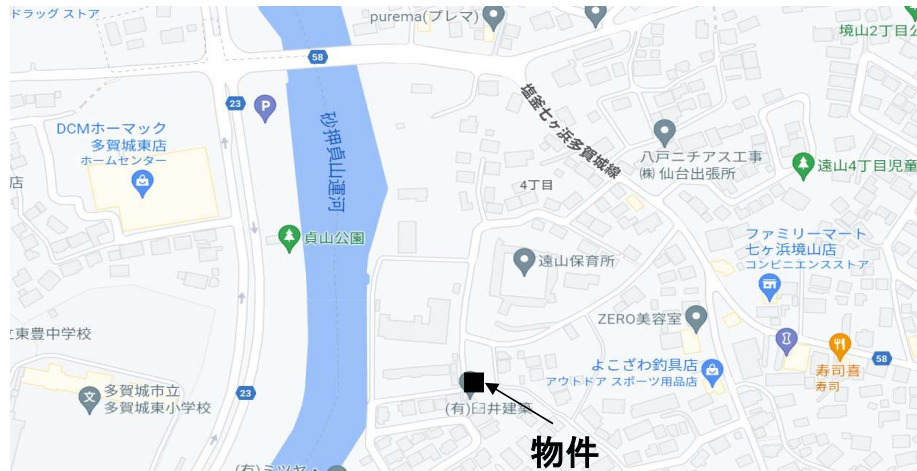 ドラッグ ストア
purema(プレマ)
境山2丁目公
58
23
P
塩釜七ヶ浜多賀城線
砂押貞山運河
DCMホーマック
多賀城東店
ホームセンター
八戸ニチアス工事
㈱ 仙台出張所
遠山4丁目児童
店
4丁目
貞山公園
遠山保育所
ファミリーマート
七ヶ浜境山店
コンビニエンスストア
ZERO美容室
立東豊中学校
よこざわ釣具店
アウトドア スポーツ用品店
58
寿司喜
寿司
文
多賀城市立
多賀城東小学校
23
(有)臼井建築
物件
(有)ミツヤ・